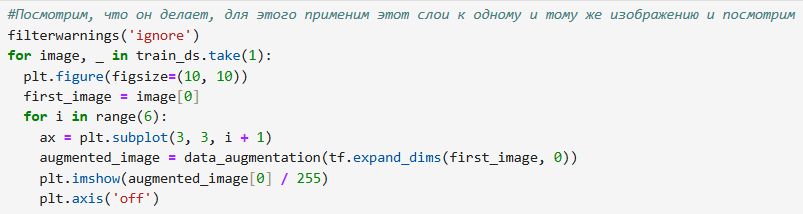 #Посмотрим, что он делает, для этого применим этот слои к одному и тому же изображению и посмотрим
filterwarnings('ignore')
for image, _ in train_ds.take(1):
  plt.figure(figsize=(10, 10))
  first_image = image[0]
  for i in range(6):
    ax = plt.subplot(3, 3, i + 1)
    augmented_image = data_augmentation(tf.expand_dims(first_image, 0))
    plt.imshow(augmented_image[0] / 255)
    plt.axis('off')